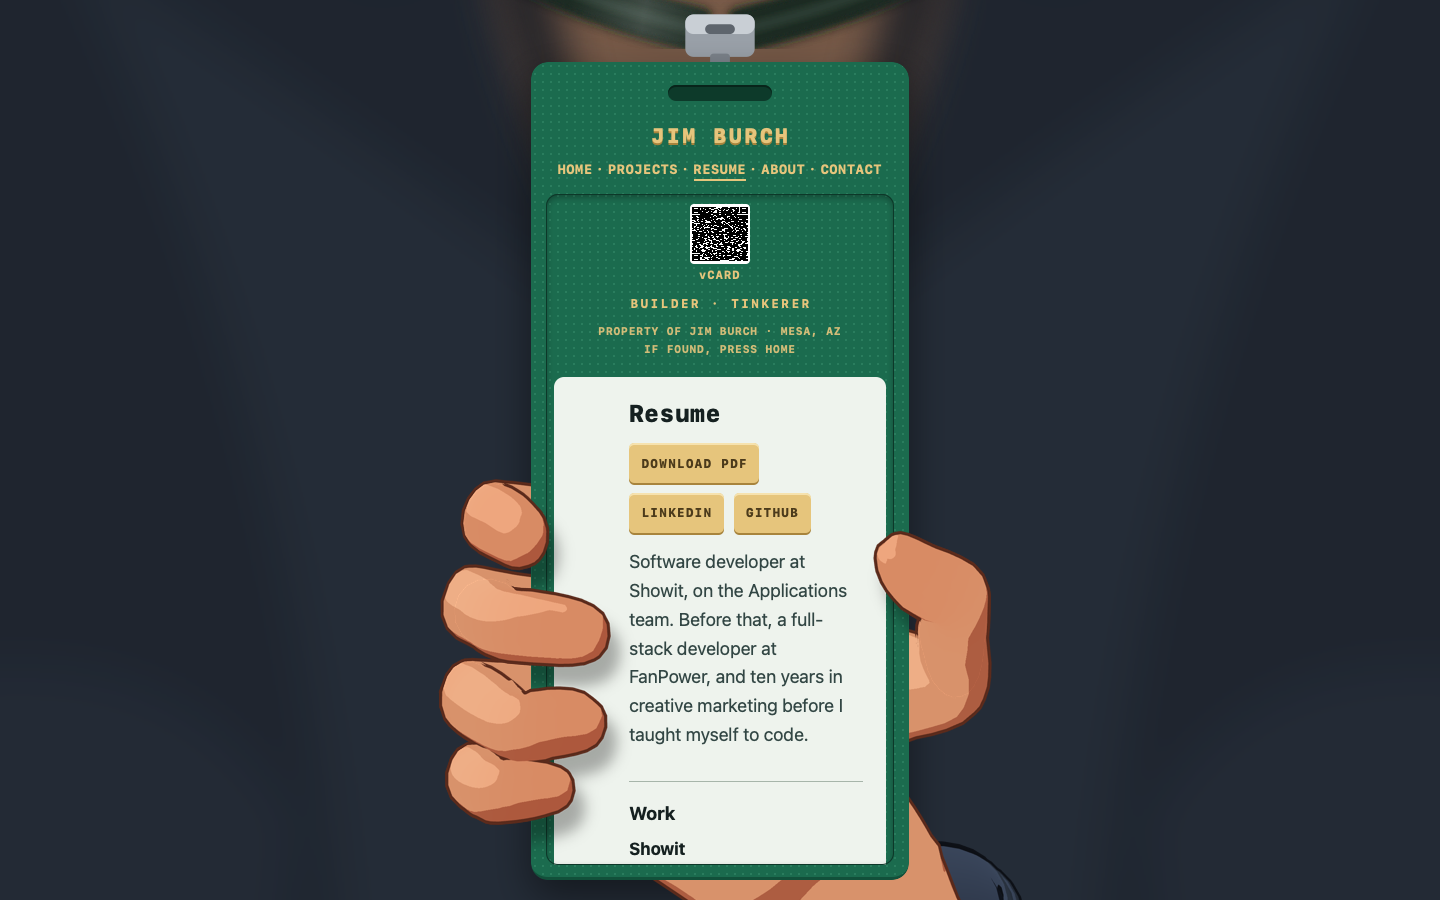 JIM BURCH
HOME · PROJECTS · RESUME · ABOUT · CONTACT
vCARD
BUILDER · TINKERER
PROPERTY OF JIM BURCH · MESA, AZ
IF FOUND, PRESS HOME
Resume
DOWNLOAD PDF
LINKEDIN GITHUB
Software developer at
Showit, on the Applications
team. Before that, a full-
stack developer at
FanPower, and ten years in
creative marketing before I
taught myself to code.
Work
Showit